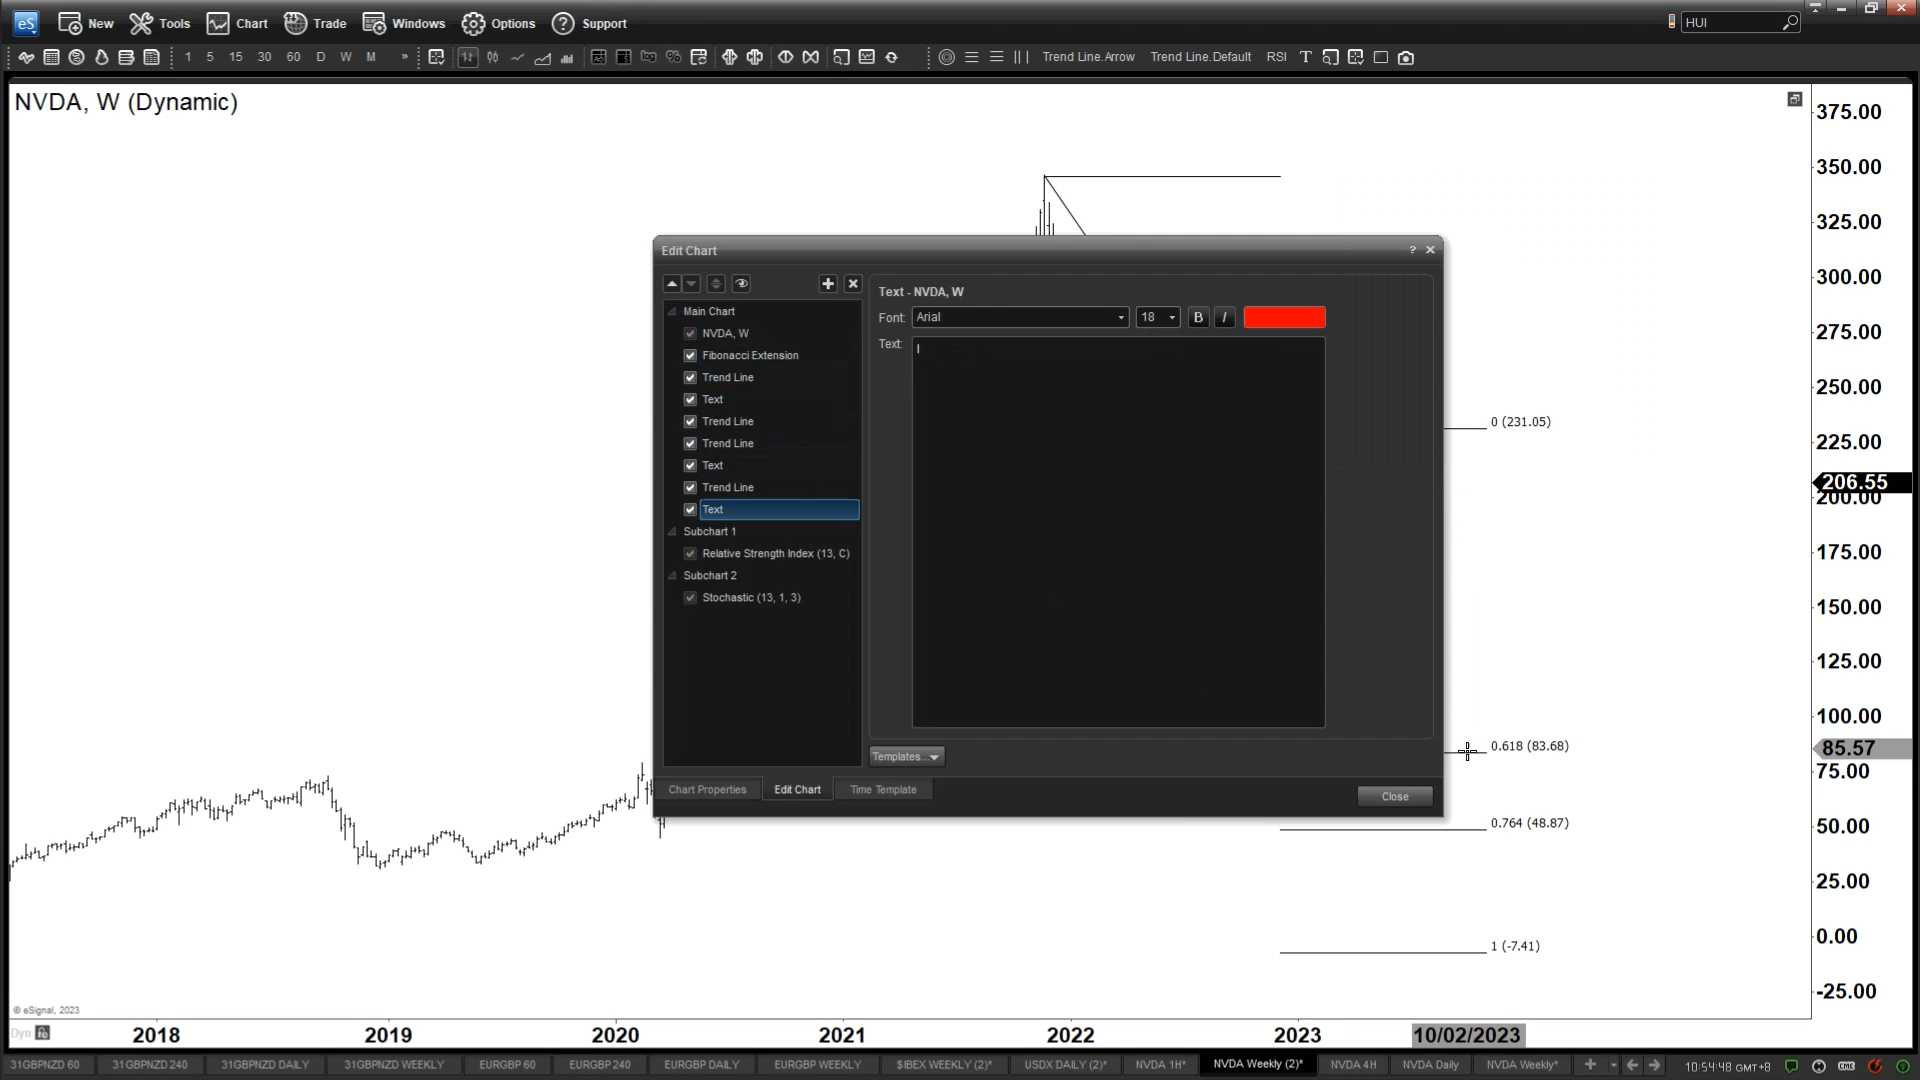 eS New Tools Chart Trade Windows Options Support HUI
1 5 15 30 60 D W M » log % Trend Line.Arrow Trend Line.Default RSI T
NVDA, W (Dynamic)
375.00
350.00
325.00
300.00
275.00
250.00
225.00
206.55
200.00
175.00
150.00
125.00
100.00
85.57
75.00
50.00
25.00
0.00
-25.00
Edit Chart ?
Main Chart
NVDA, W
Fibonacci Extension
Trend Line
Text
Trend Line
Trend Line
Text
Trend Line
Text
Subchart 1
Relative Strength Index (13, C)
Subchart 2
Stochastic (13, 1, 3)
Text - NVDA, W
Font: Arial 18 B I
Text:
Templates...
Chart Properties Edit Chart Time Template
Close
0 (231.05)
0.618 (83.68)
0.764 (48.87)
1 (-7.41)
© eSignal, 2023
Dyn
2018 2019 2020 2021 2022 2023 10/02/2023
31GBPNZD 60 31GBPNZD 240 31GBPNZD DAILY 31GBPNZD WEEKLY EURGBP 60 EURGBP 240 EURGBP DAILY EURGBP WEEKLY $IBEX WEEKLY (2)* USDX DAILY (2)* NVDA 1H* NVDA Weekly (2)* NVDA 4H NVDA Daily NVDA Weekly* 10:54:48 GMT+8